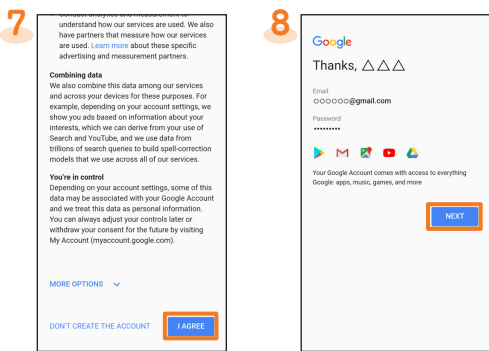 7
• Conduct analytics and measurement to
understand how our services are used. We also
have partners that measure how our services
are used. Learn more about these specific
advertising and measurement partners.
Combining data
We also combine this data among our services
and across your devices for these purposes. For
example, depending on your account settings, we
show you ads based on information about your
interests, which we can derive from your use of
Search and YouTube, and we use data from
trillions of search queries to build spell-correction
models that we use across all of our services.
You're in control
Depending on your account settings, some of this
data may be associated with your Google Account
and we treat this data as personal information.
You can always adjust your controls later or
withdraw your consent for the future by visiting
My Account (myaccount.google.com).
MORE OPTIONS
DON'T CREATE THE ACCOUNT I AGREE
8
Google
Thanks, △△△
Email
○○○○○○@gmail.com
Password
•••••••••
Your Google Account comes with access to everything
Google: apps, music, games, and more
NEXT